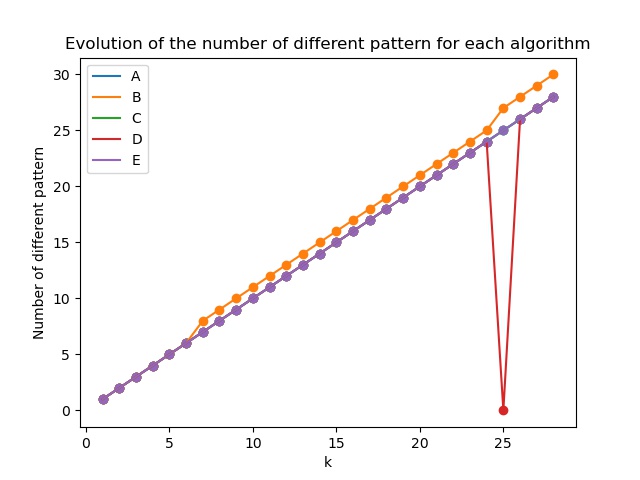 Evolution of the number of different pattern for each algorithm
A
B
C
D
E
30
25
20
15
10
5
0
Number of different pattern
0 5 10 15 20 25
k